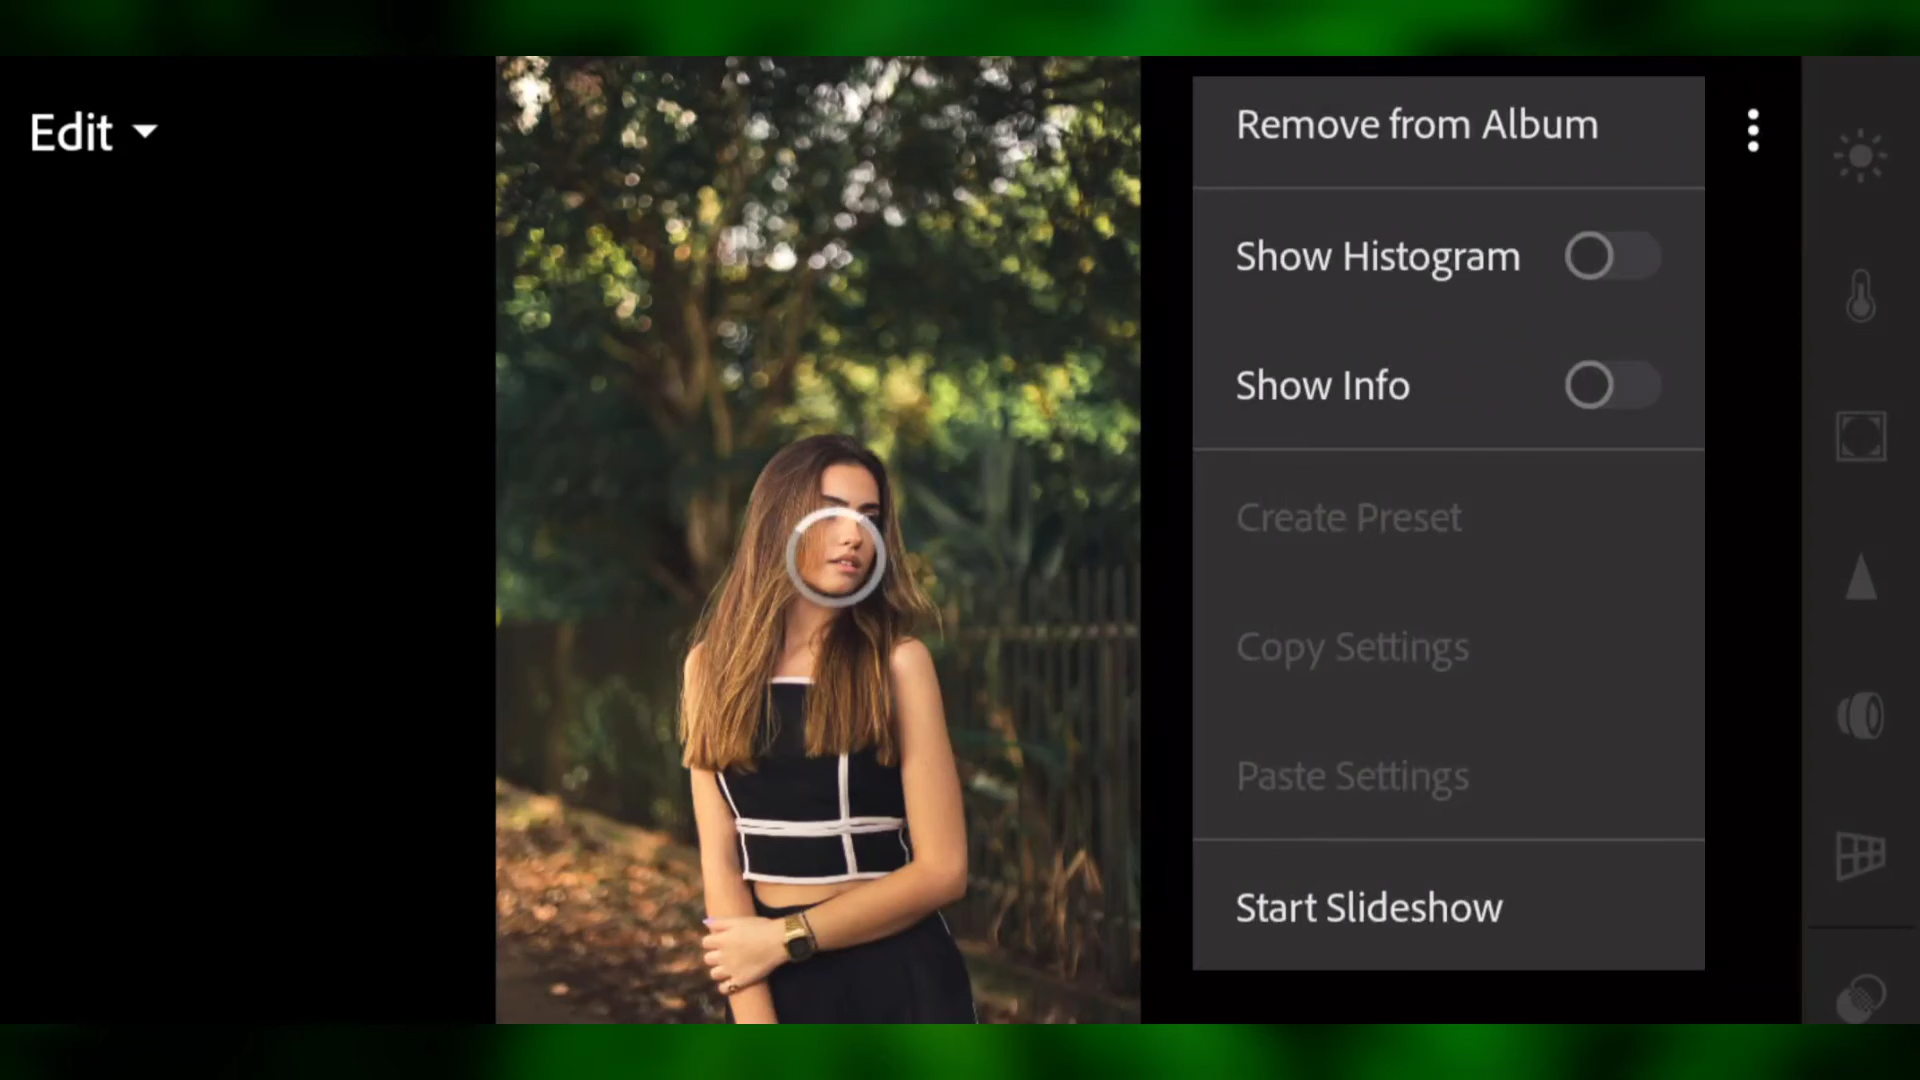 Edit
Remove from Album
Show Histogram
Show Info
Create Preset
Copy Settings
Paste Settings
Start Slideshow